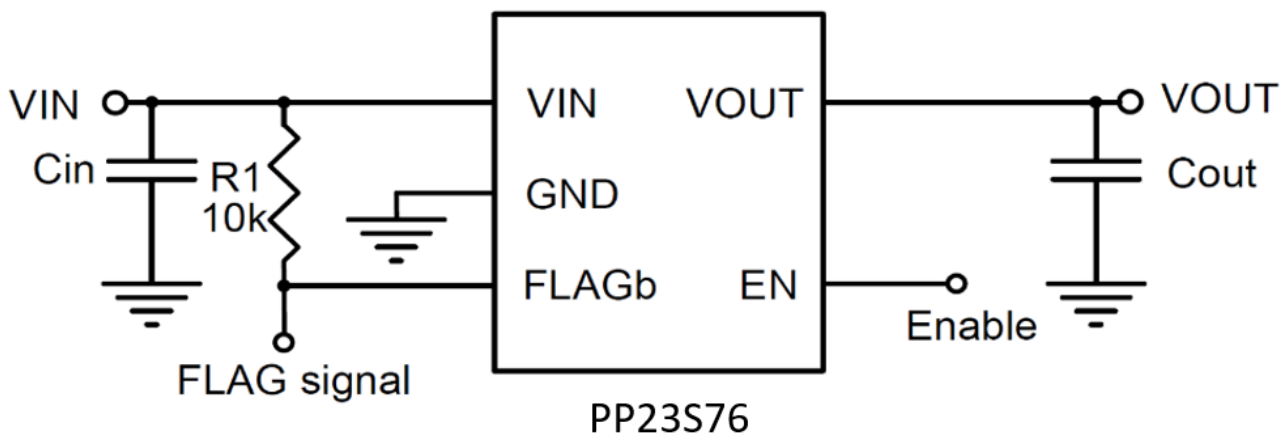 VIN
VIN
VOUT
VOUT
Cin
R1
10k
GND
Cout
FLAGb
EN
Enable
FLAG signal
PP23S76